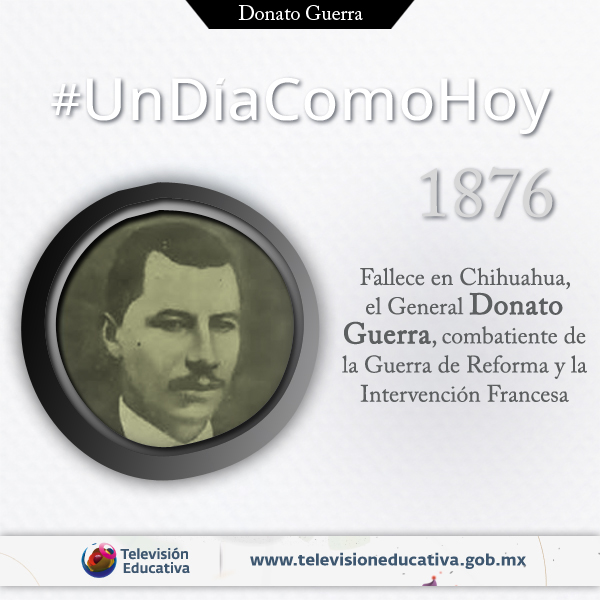 Donato Guerra
#UnDiaComoHoy
1876
Fallece en Chihuahua,
el General Donato
Guerra, combatiente de
la Guerra de Reforma y la
Intervención Francesa
Televisión
Educativa
www.televisioneducativa.gob.mx